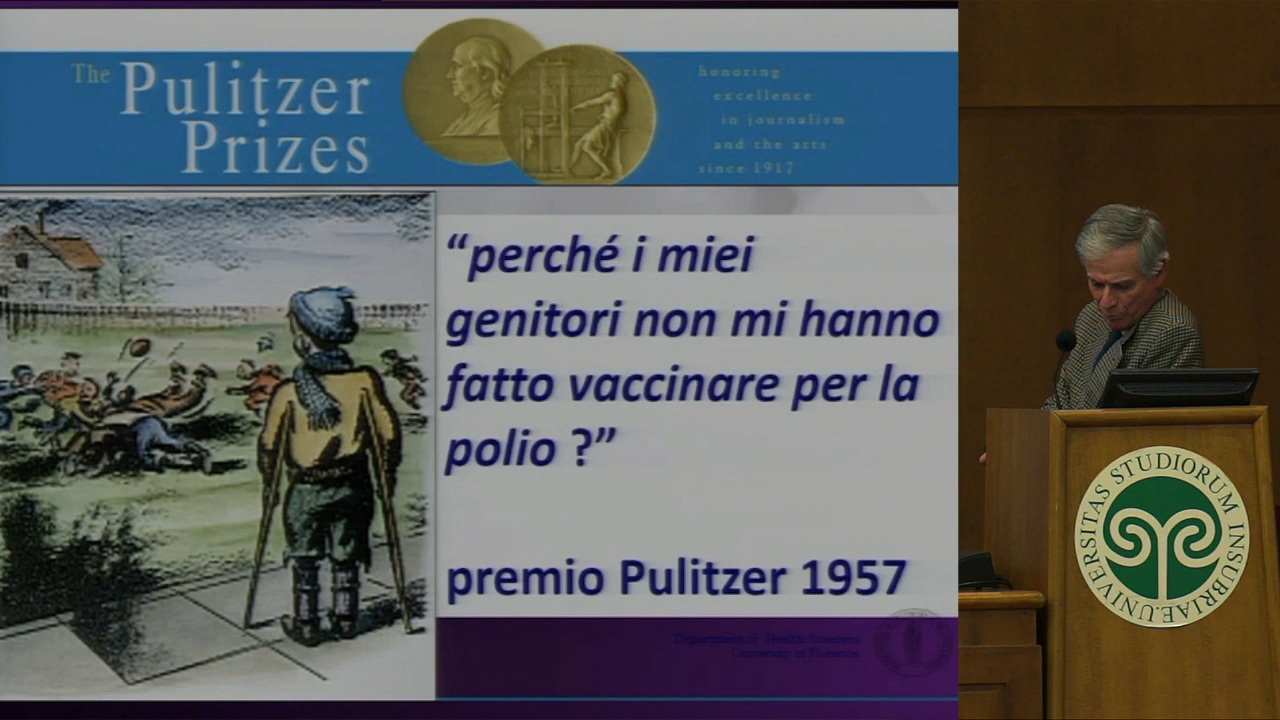 The
Pulitzer
Prizes
honoring
excellence
in journalism
and the arts
since 1917
“perché i miei
genitori non mi hanno
fatto vaccinare per la
polio ?”
premio Pulitzer 1957
Department of Health Sciences
University of Florence
UNIVERSITAS STUDIORUM INSUBRIAE